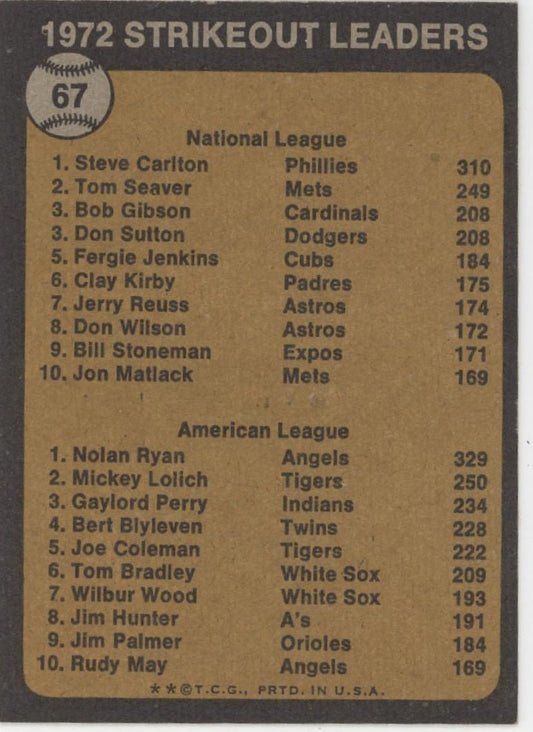 1972 STRIKEOUT LEADERS
67
National League
1. Steve Carlton Phillies 310
2. Tom Seaver Mets 249
3. Bob Gibson Cardinals 208
3. Don Sutton Dodgers 208
5. Fergie Jenkins Cubs 184
6. Clay Kirby Padres 175
7. Jerry Reuss Astros 174
8. Don Wilson Astros 172
9. Bill Stoneman Expos 171
10. Jon Matlack Mets 169
American League
1. Nolan Ryan Angels 329
2. Mickey Lolich Tigers 250
3. Gaylord Perry Indians 234
4. Bert Blyleven Twins 228
5. Joe Coleman Tigers 222
6. Tom Bradley White Sox 209
7. Wilbur Wood White Sox 193
8. Jim Hunter A's 191
9. Jim Palmer Orioles 184
10. Rudy May Angels 169
**©T.C.G., PRTD. IN U.S.A.